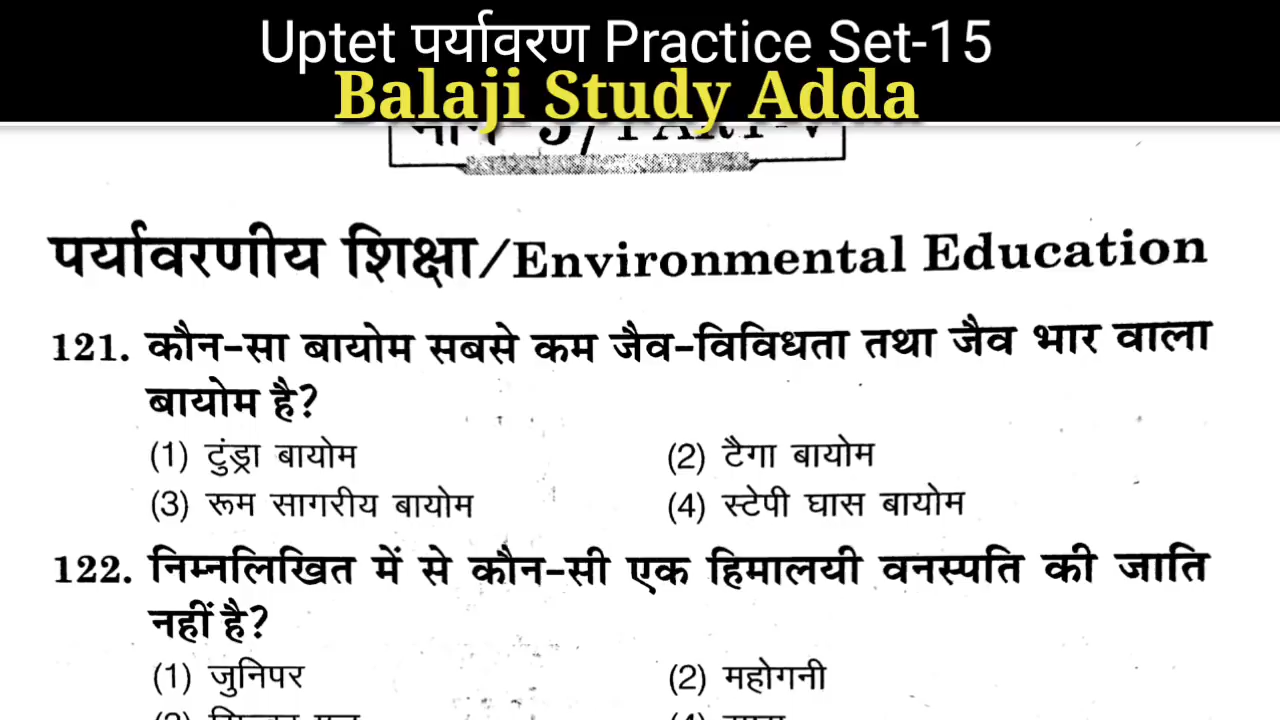 Uptet पर्यावरण Practice Set-15
Balaji Study Adda
पर्यावरणीय शिक्षा/Environmental Education
121. कौन-सा बायोम सबसे कम जैव-विविधता तथा जैव भार वाला
बायोम है?
(1) टुंड्रा बायोम (2) टैगा बायोम
(3) रूम सागरीय बायोम (4) स्टेपी घास बायोम
122. निम्नलिखित में से कौन-सी एक हिमालयी वनस्पति की जाति
नहीं है?
(1) जुनिपर (2) महोगनी